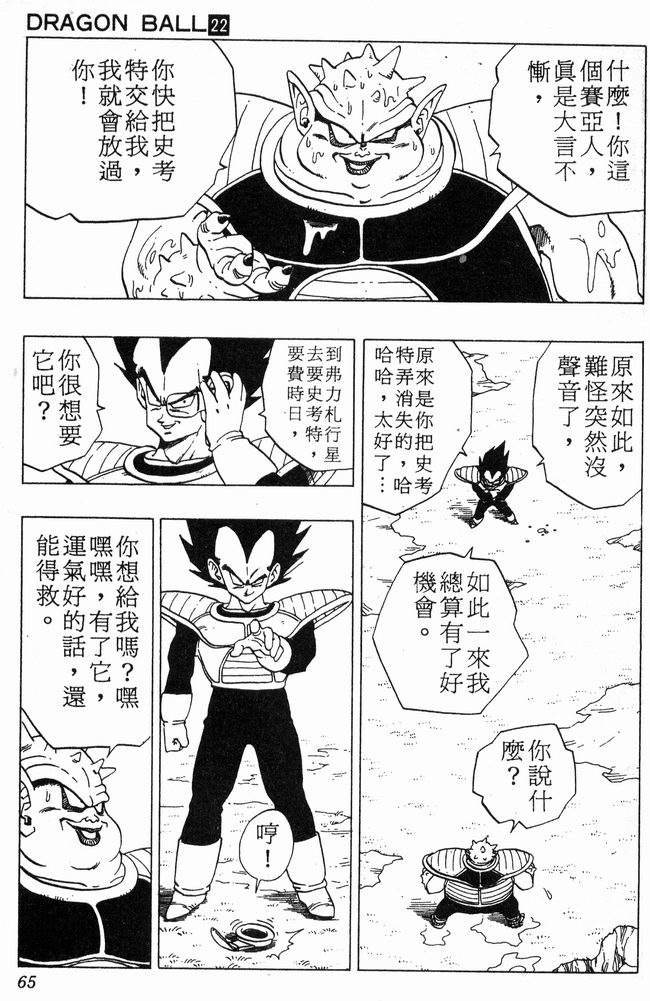 DRAGON BALL 22
什麼！你這
個賽亞人，
眞是大言不
慚，
你快把史考
特交給我，
我就會放過
你！
原來如此，
難怪突然沒
聲音了，
原來是你把史考
特弄消失的，哈
哈哈，太好了…
如此一來我
總算有了好
機會。
你說什
麼？
到弗力札行星
去要史考特，
要費時日，
你很想要
它吧？
哼！
你想給我嗎？嘿
嘿嘿，有了它，
運氣好的話，還
能得救。
65